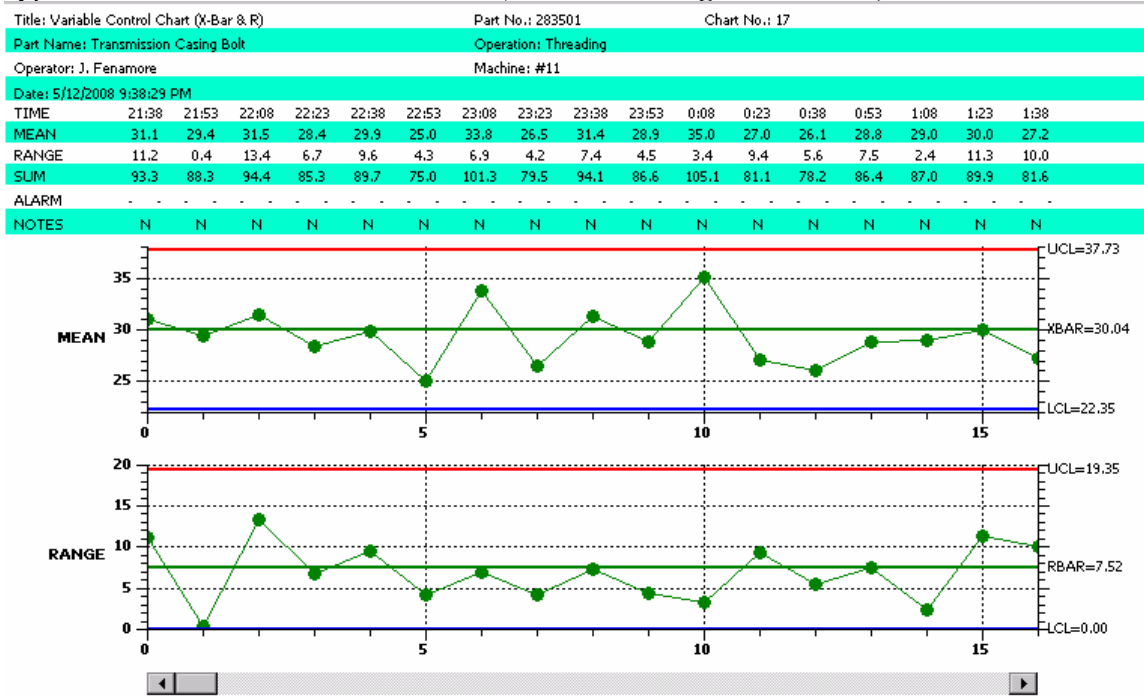 Title: Variable Control Chart (X-Bar & R) Part No.: 283501 Chart No.: 17
Part Name: Transmission Casing Bolt Operation: Threading
Operator: J. Fenamore Machine: #11
Date: 5/12/2008 9:38:29 PM
TIME 21:38 21:53 22:08 22:23 22:38 22:53 23:08 23:23 23:38 23:53 0:08 0:23 0:38 0:53 1:08 1:23 1:38
MEAN 31.1 29.4 31.5 28.4 29.9 25.0 33.8 26.5 31.4 28.9 35.0 27.0 26.1 28.8 29.0 30.0 27.2
RANGE 11.2 0.4 13.4 6.7 9.6 4.3 6.9 4.2 7.4 4.5 3.4 9.4 5.6 7.5 2.4 11.3 10.0
SUM 93.3 88.3 94.4 85.3 89.7 75.0 101.3 79.5 94.1 86.6 105.1 81.1 78.2 86.4 87.0 89.9 81.6
ALARM - - - - - - - - - - - - - - - - - - - - - - - - - - - - - - - - - -
NOTES N N N N N N N N N N N N N N N N N
UCL=37.73
35
30
MEAN
XBAR=30.04
25
LCL=22.35
0 5 10 15
20
UCL=19.35
15
10
RANGE
RBAR=7.52
5
0
LCL=0.00
0 5 10 15